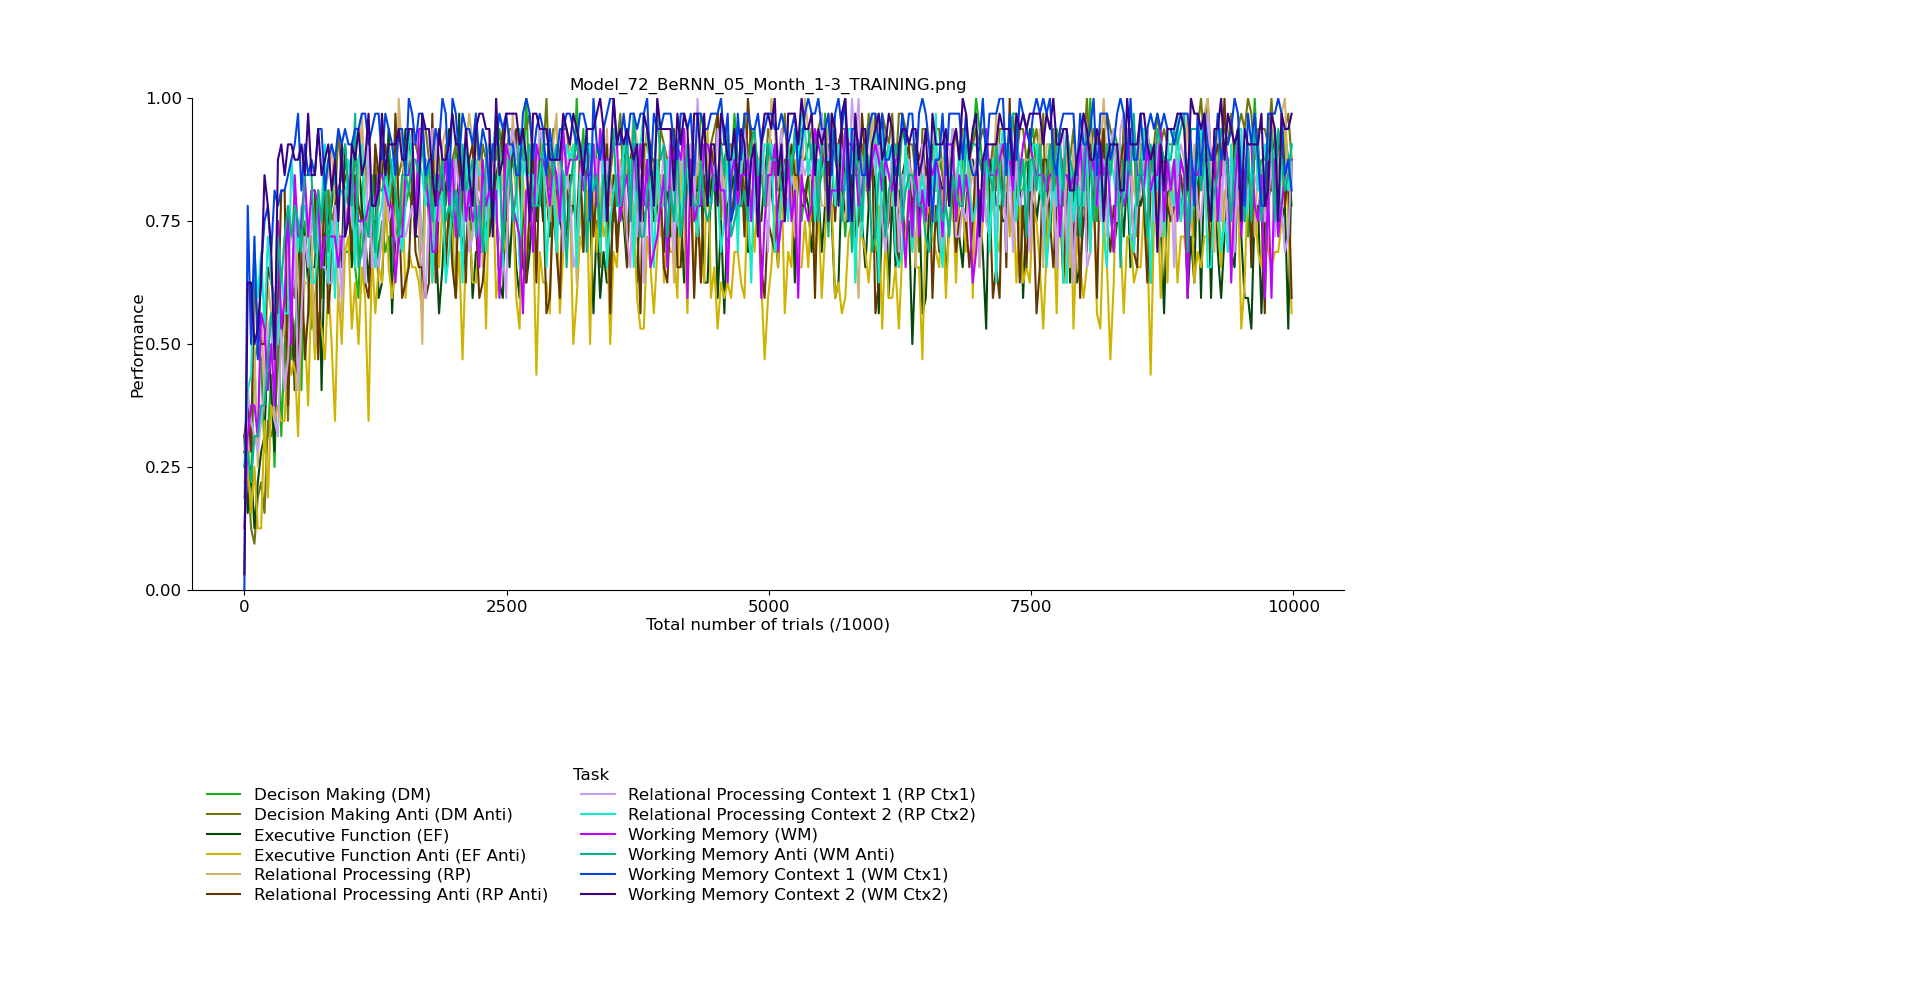 Model_72_BeRNN_05_Month_1-3_TRAINING.png
1.00
0.75
0.50
0.25
0.00
Performance
0 2500 5000 7500 10000
Total number of trials (/1000)
Task
Decison Making (DM)
Decision Making Anti (DM Anti)
Executive Function (EF)
Executive Function Anti (EF Anti)
Relational Processing (RP)
Relational Processing Anti (RP Anti)
Relational Processing Context 1 (RP Ctx1)
Relational Processing Context 2 (RP Ctx2)
Working Memory (WM)
Working Memory Anti (WM Anti)
Working Memory Context 1 (WM Ctx1)
Working Memory Context 2 (WM Ctx2)